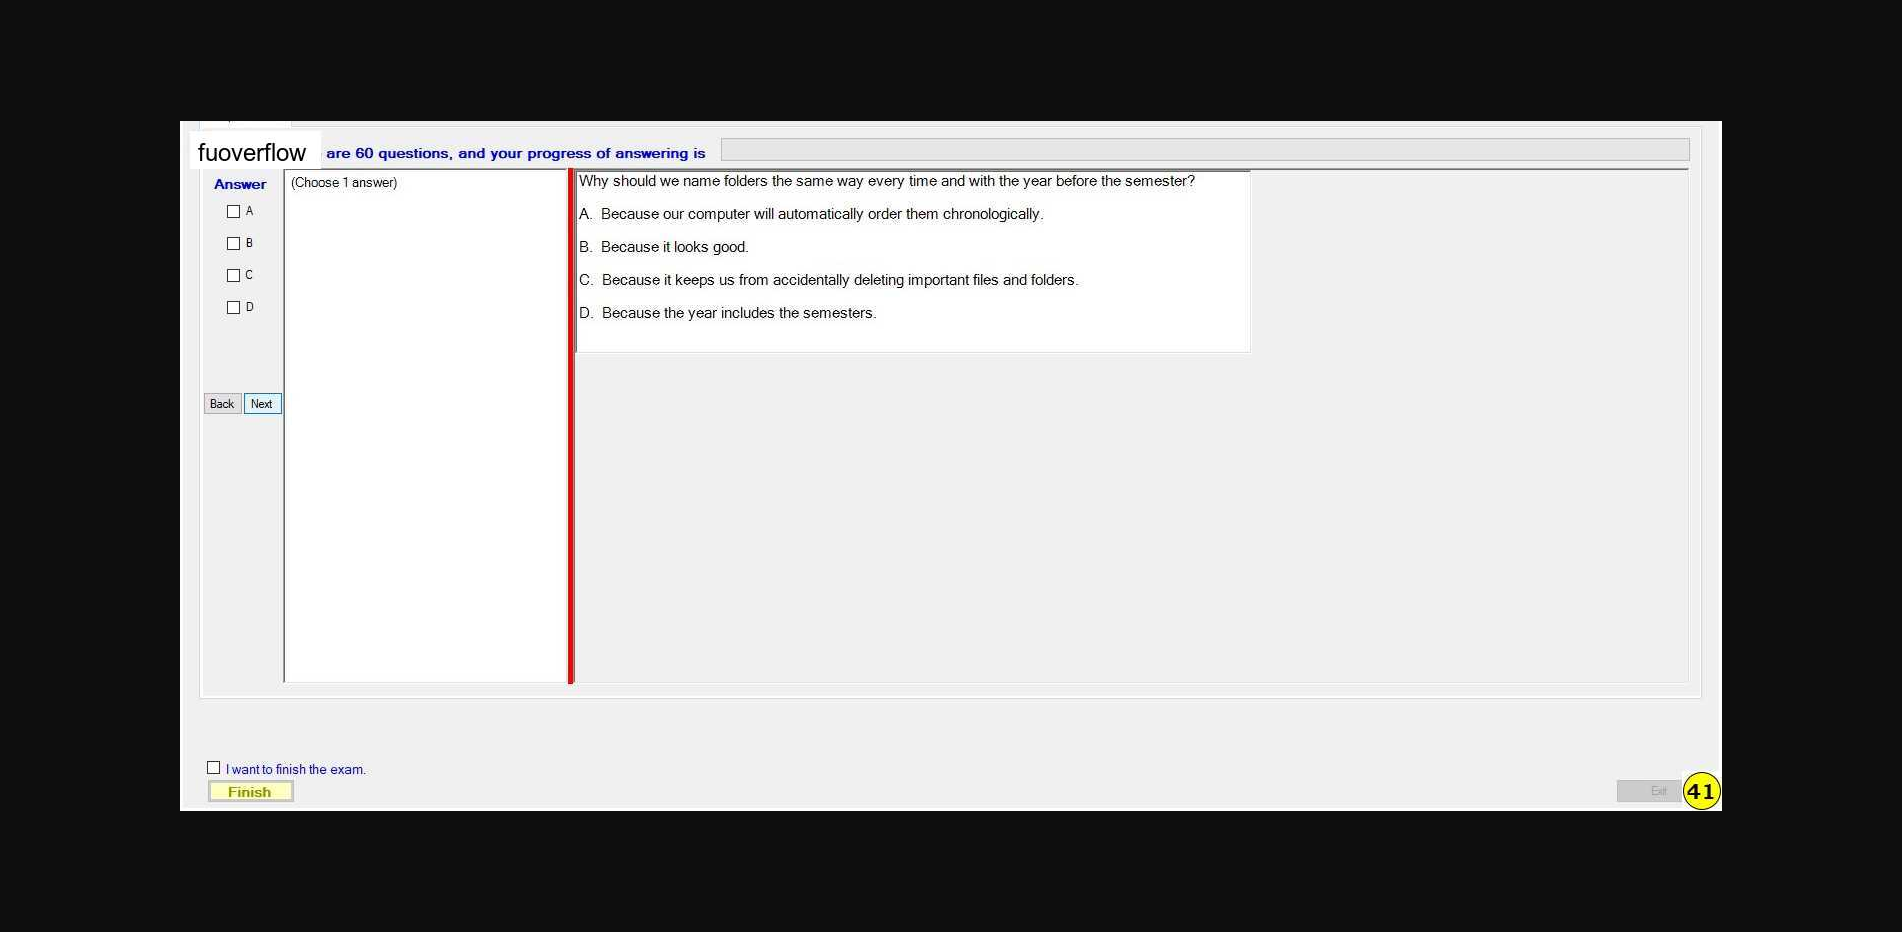 fuoverflow are 60 questions, and your progress of answering is
Answer
(Choose 1 answer)
A
B
C
D
Back Next
Why should we name folders the same way every time and with the year before the semester?
A. Because our computer will automatically order them chronologically.
B. Because it looks good.
C. Because it keeps us from accidentally deleting important files and folders.
D. Because the year includes the semesters.
I want to finish the exam.
Finish
Exit
41